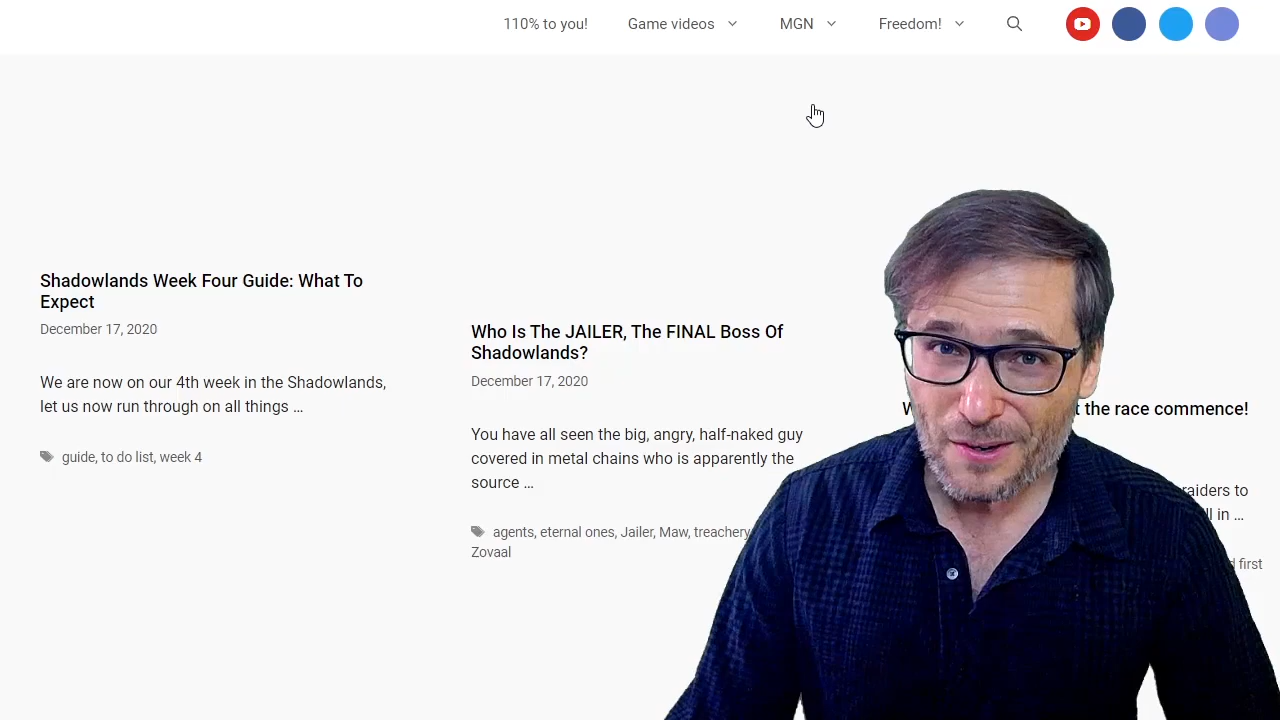 110% to you!
Game videos
MGN
Freedom!
Shadowlands Week Four Guide: What To
Expect
December 17, 2020
We are now on our 4th week in the Shadowlands,
let us now run through on all things ...
guide, to do list, week 4
Who Is The JAILER, The FINAL Boss Of
Shadowlands?
December 17, 2020
You have all seen the big, angry, half-naked guy
covered in metal chains who is apparently the
source ...
agents, eternal ones, Jailer, Maw, treachery
Zovaal
the race commence!
raiders to
in ...
first